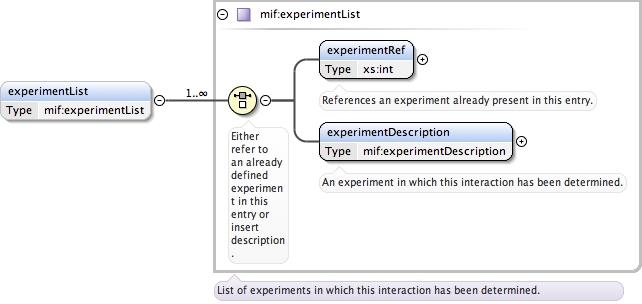 mif:experimentList
experimentList
Type mif:experimentList
1..∞
Either
refer to
an already
defined
experimen
t in this
entry or
insert
description
.
experimentRef
Type xs:int
References an experiment already present in this entry.
experimentDescription
Type mif:experimentDescription
An experiment in which this interaction has been determined.
List of experiments in which this interaction has been determined.